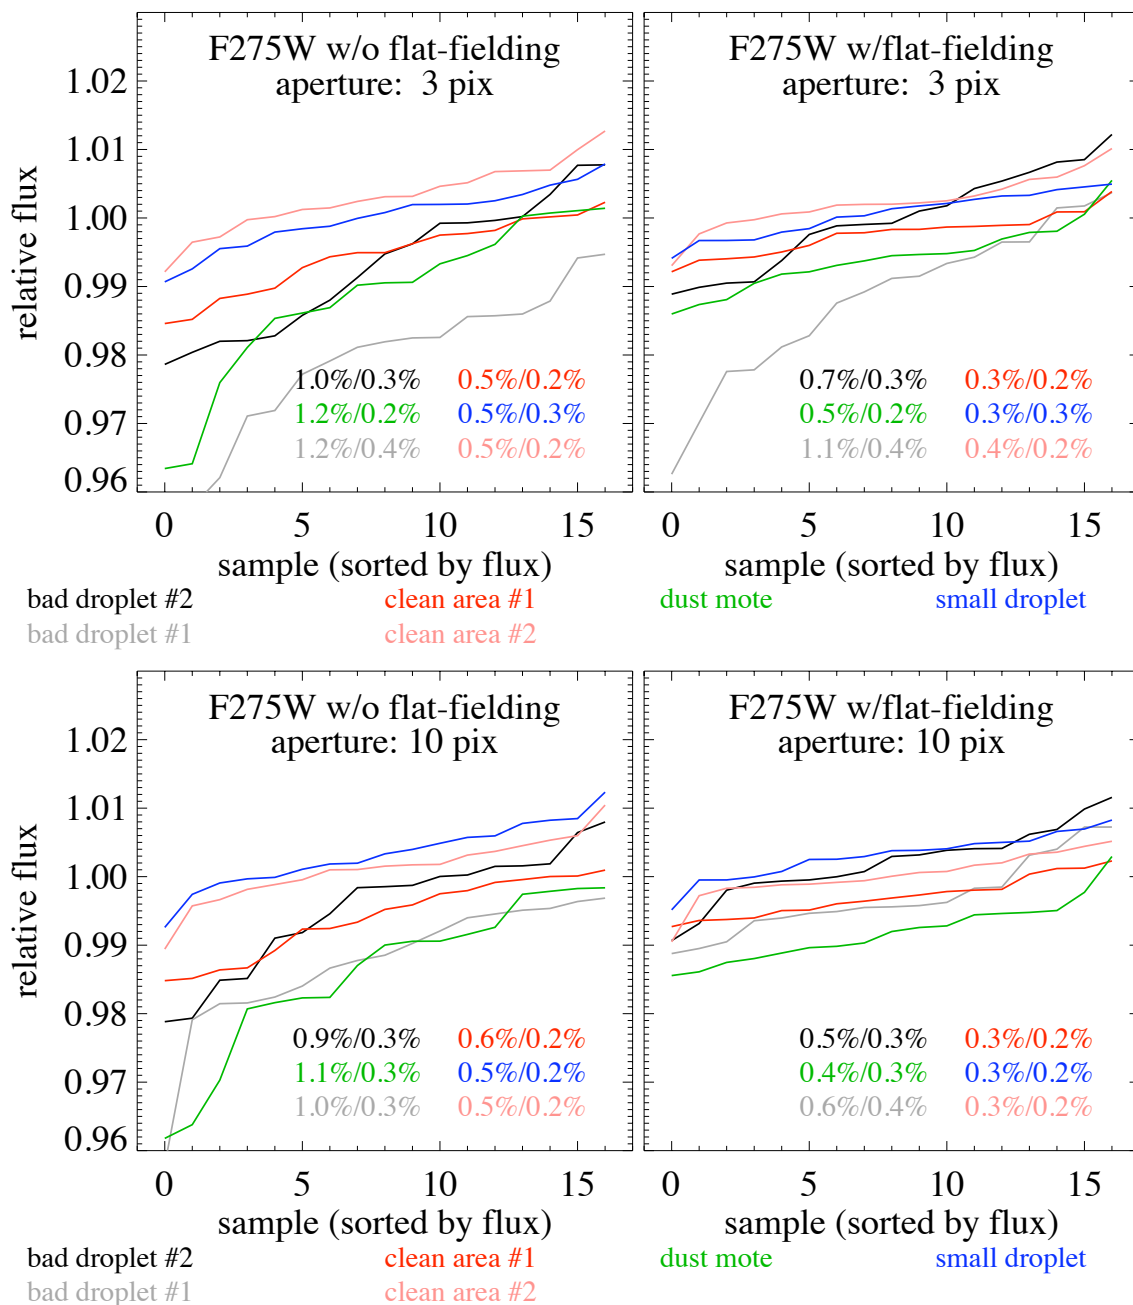 F275W w/o flat-fielding
aperture: 3 pix
F275W w/flat-fielding
aperture: 3 pix
relative flux
1.02
1.01
1.00
0.99
0.98
0.97
0.96
1.0%/0.3% 0.5%/0.2%
1.2%/0.2% 0.5%/0.3%
1.2%/0.4% 0.5%/0.2%
0.7%/0.3% 0.3%/0.2%
0.5%/0.2% 0.3%/0.3%
1.1%/0.4% 0.4%/0.2%
0 5 10 15
0 5 10 15
sample (sorted by flux)
sample (sorted by flux)
bad droplet #2 clean area #1 dust mote small droplet
bad droplet #1 clean area #2
F275W w/o flat-fielding
aperture: 10 pix
F275W w/flat-fielding
aperture: 10 pix
relative flux
1.02
1.01
1.00
0.99
0.98
0.97
0.96
0.9%/0.3% 0.6%/0.2%
1.1%/0.3% 0.5%/0.2%
1.0%/0.3% 0.5%/0.2%
0.5%/0.3% 0.3%/0.2%
0.4%/0.3% 0.3%/0.2%
0.6%/0.4% 0.3%/0.2%
0 5 10 15
0 5 10 15
sample (sorted by flux)
sample (sorted by flux)
bad droplet #2 clean area #1 dust mote small droplet
bad droplet #1 clean area #2